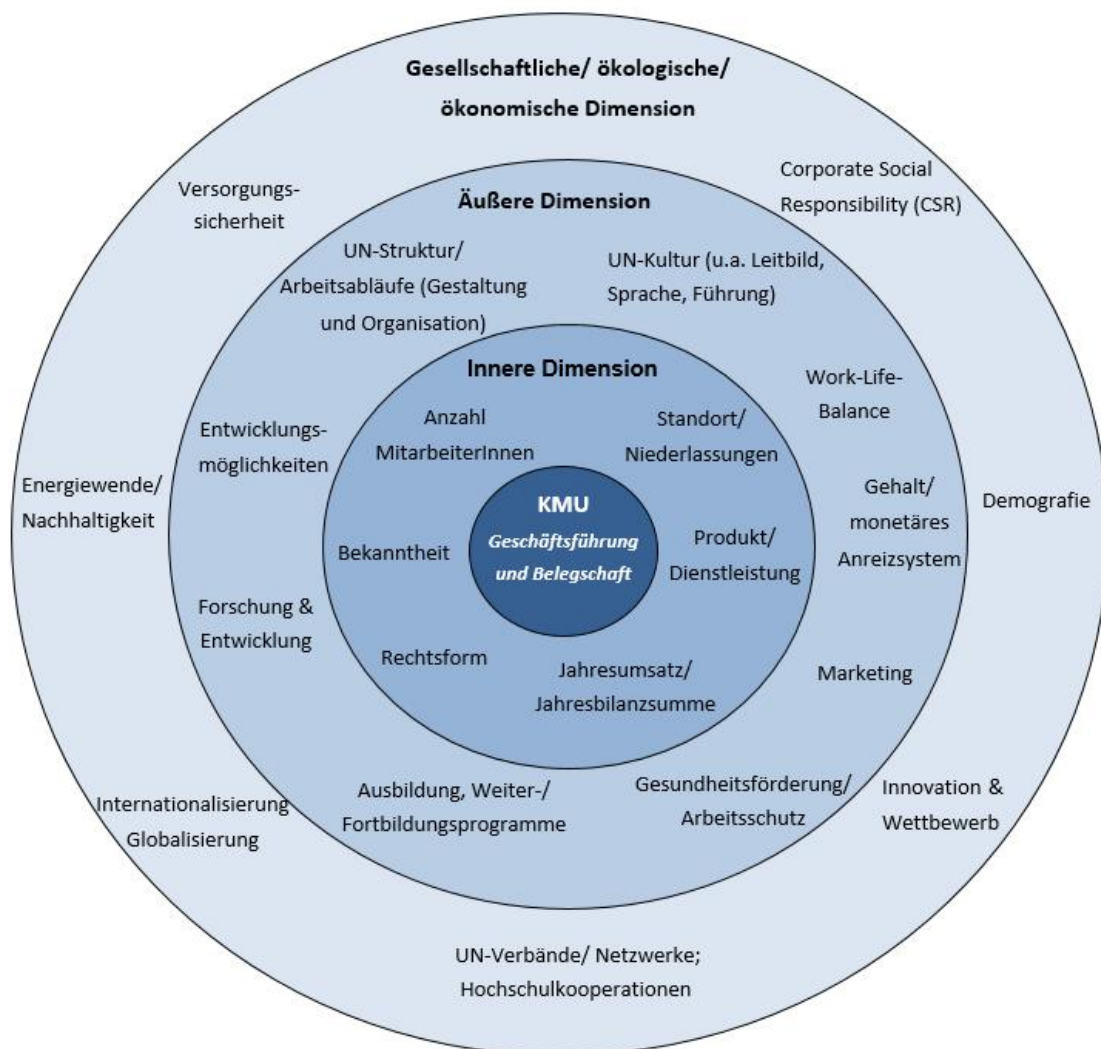 Gesellschaftliche/ ökologische/
ökonomische Dimension
Versorgungs-
sicherheit
Corporate Social
Responsibility (CSR)
Energiewende/
Nachhaltigkeit
Demografie
Internationalisierung
Globalisierung
Innovation &
Wettbewerb
UN-Verbände/ Netzwerke;
Hochschulkooperationen
Äußere Dimension
UN-Struktur/
Arbeitsabläufe (Gestaltung
und Organisation)
UN-Kultur (u.a. Leitbild,
Sprache, Führung)
Work-Life-
Balance
Entwicklungs-
möglichkeiten
Gehalt/
monetäres
Anreizsystem
Forschung &
Entwicklung
Marketing
Ausbildung, Weiter-/
Fortbildungsprogramme
Gesundheitsförderung/
Arbeitsschutz
Innere Dimension
Anzahl
MitarbeiterInnen
Standort/
Niederlassungen
Bekanntheit
Produkt/
Dienstleistung
Rechtsform
Jahresumsatz/
Jahresbilanzsumme
KMU
Geschäftsführung
und Belegschaft